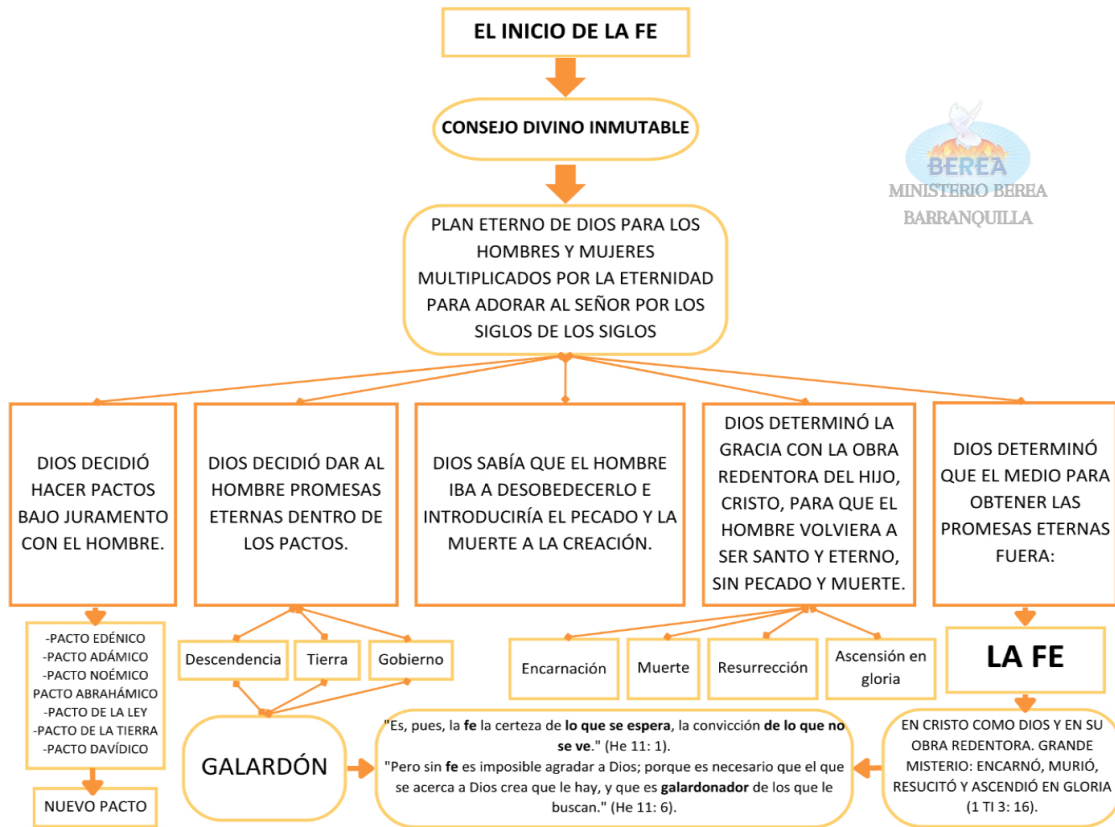 EL INICIO DE LA FE
CONSEJO DIVINO INMUTABLE
BEREA
MINISTERIO BEREA
BARRANQUILLA
PLAN ETERNO DE DIOS PARA LOS
HOMBRES Y MUJERES
MULTIPLICADOS POR LA ETERNIDAD
PARA ADORAR AL SEÑOR POR LOS
SIGLOS DE LOS SIGLOS
DIOS DECIDIÓ
HACER PACTOS
BAJO JURAMENTO
CON EL HOMBRE.
DIOS DECIDIÓ DAR AL
HOMBRE PROMESAS
ETERNAS DENTRO DE
LOS PACTOS.
DIOS SABÍA QUE EL HOMBRE
IBA A DESOBEDECERLO E
INTRODUCIRÍA EL PECADO Y LA
MUERTE A LA CREACIÓN.
DIOS DETERMINÓ LA
GRACIA CON LA OBRA
REDENTORA DEL HIJO,
CRISTO, PARA QUE EL
HOMBRE VOLVIERA A
SER SANTO Y ETERNO,
SIN PECADO Y MUERTE.
DIOS DETERMINÓ
QUE EL MEDIO PARA
OBTENER LAS
PROMESAS ETERNAS
FUERA:
-PACTO EDÉNICO
-PACTO ADÁMICO
-PACTO NOÉMICO
PACTO ABRAHÁMICO
-PACTO DE LA LEY
-PACTO DE LA TIERRA
-PACTO DAVÍDICO
NUEVO PACTO
Descendencia
Tierra
Gobierno
GALARDÓN
Encarnación
Muerte
Resurrección
Ascensión en
gloria
LA FE
"Es, pues, la fe la certeza de lo que se espera, la convicción de lo que no
se ve." (He 11: 1).
"Pero sin fe es imposible agradar a Dios; porque es necesario que el que
se acerca a Dios crea que le hay, y que es galardonador de los que le
buscan." (He 11: 6).
EN CRISTO COMO DIOS Y EN SU
OBRA REDENTORA. GRANDE
MISTERIO: ENCARNÓ, MURIÓ,
RESUCITÓ Y ASCENDIÓ EN GLORIA
(1 TI 3: 16).